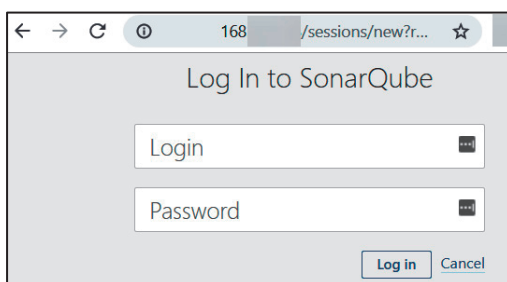 168 /sessions/new?r...
Log In to SonarQube
Login
Password
Log in Cancel